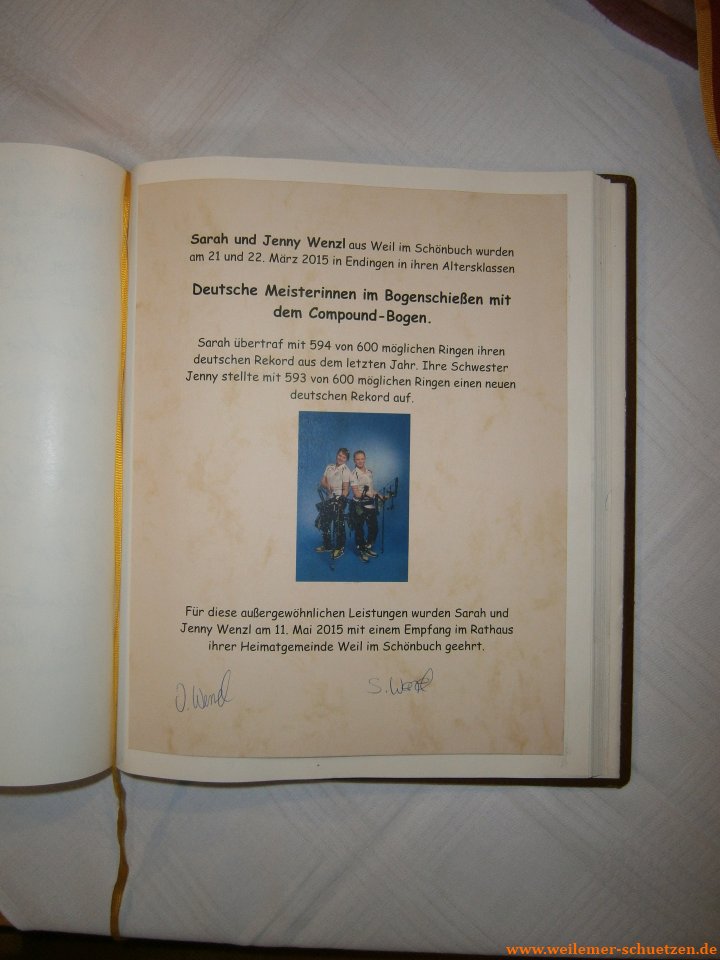 Sarah und Jenny Wenzl aus Weil im Schönbuch wurden
am 21 und 22. März 2015 in Endingen in ihren Altersklassen
Deutsche Meisterinnen im Bogenschießen mit
dem Compound-Bogen.
Sarah übertraf mit 594 von 600 möglichen Ringen ihren
deutschen Rekord aus dem letzten Jahr. Ihre Schwester
Jenny stellte mit 593 von 600 möglichen Ringen einen neuen
deutschen Rekord auf.
Für diese außergewöhnlichen Leistungen wurden Sarah und
Jenny Wenzl am 11. Mai 2015 mit einem Empfang im Rathaus
ihrer Heimatgemeinde Weil im Schönbuch geehrt.
J. Wenzl S. Wenzl
www.weilemer-schuetzen.de